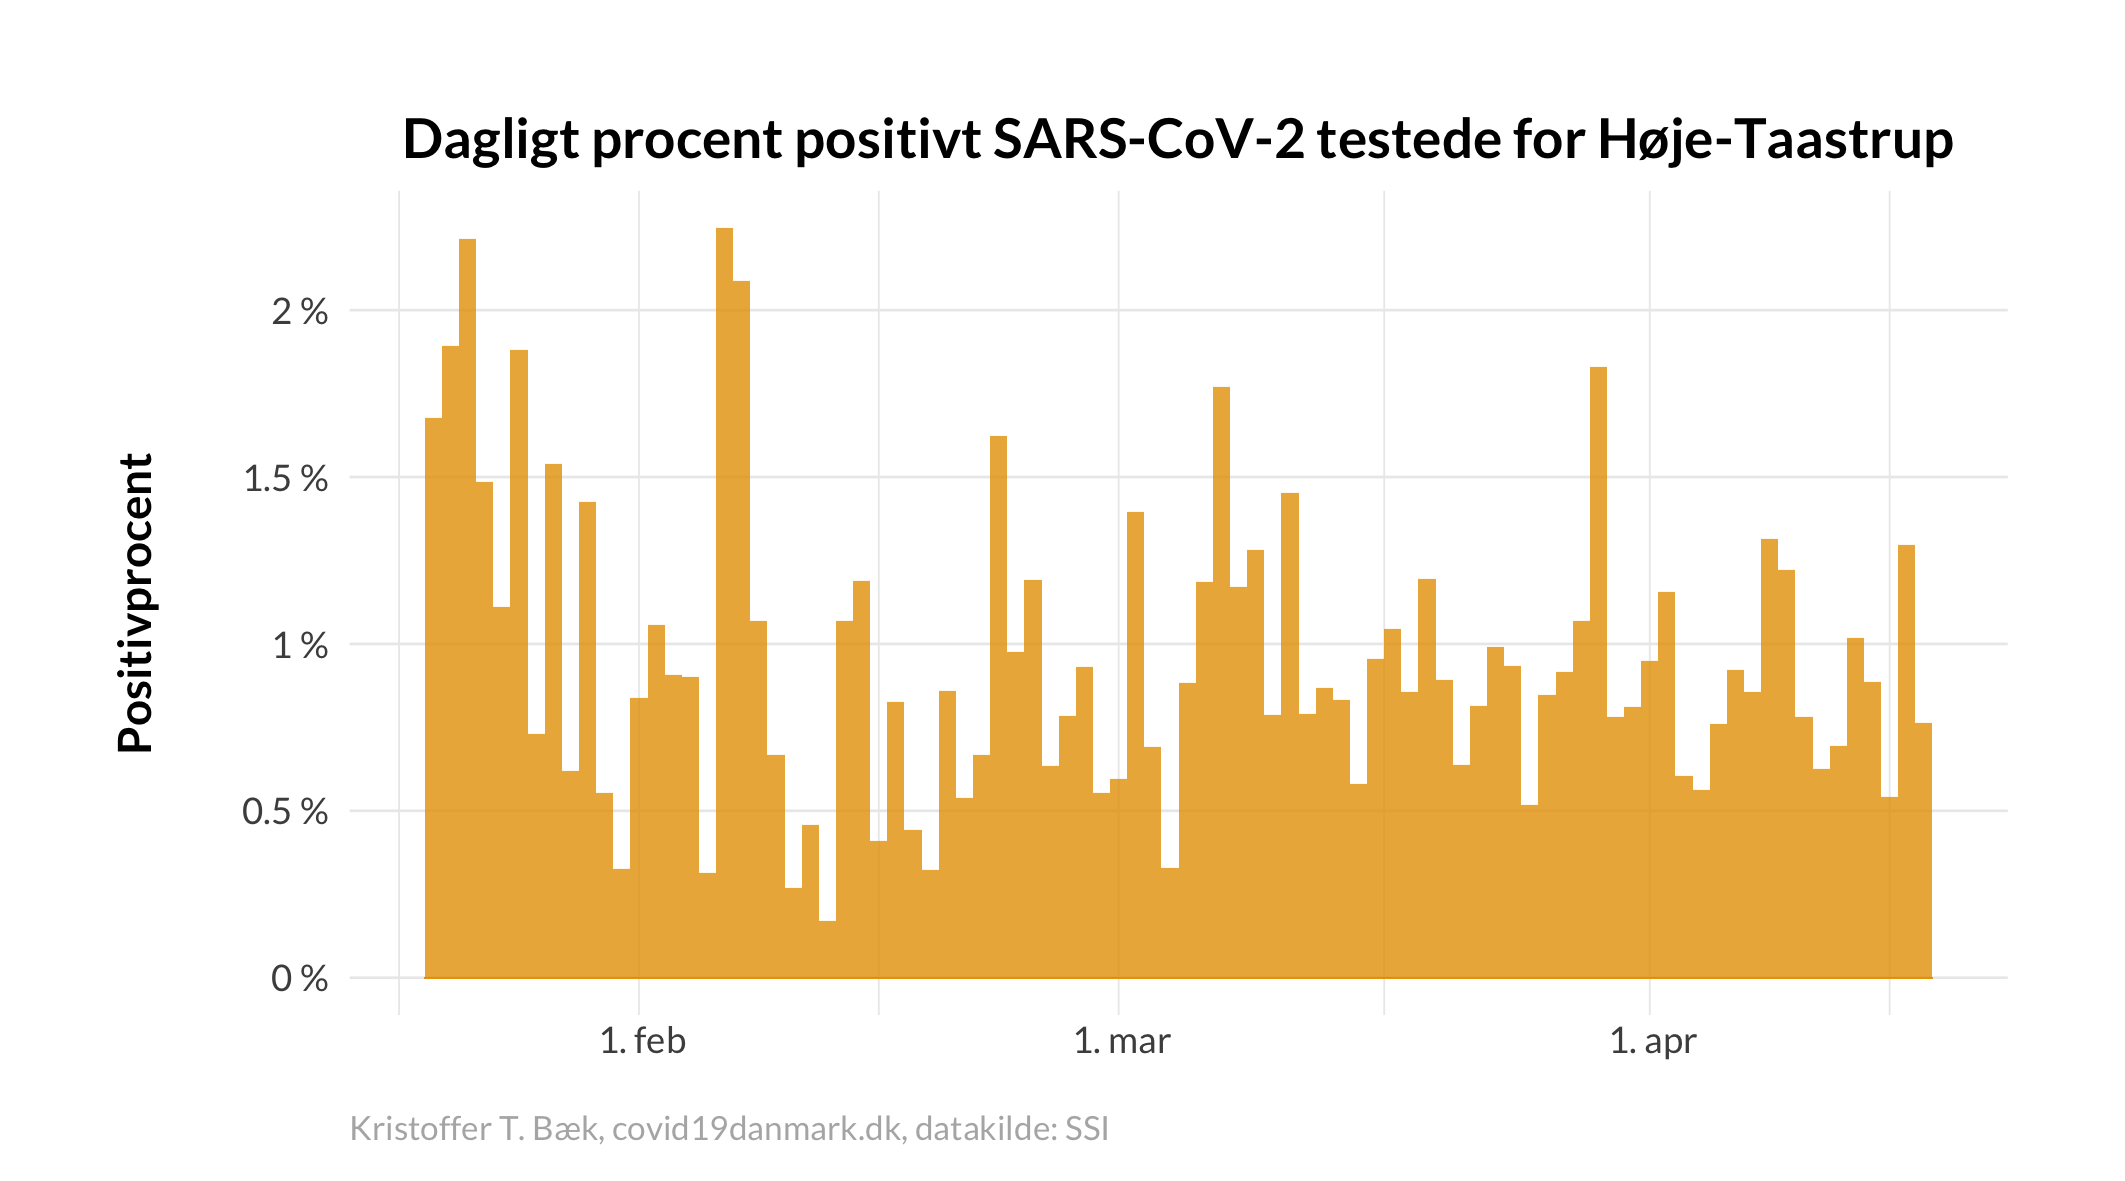 Dagligt procent positivt SARS-CoV-2 testede for Høje-Taastrup
Positivprocent
2 %
1.5 %
1 %
0.5 %
0 %
1. feb
1. mar
1. apr
Kristoffer T. Bæk, covid19danmark.dk, datakilde: SSI